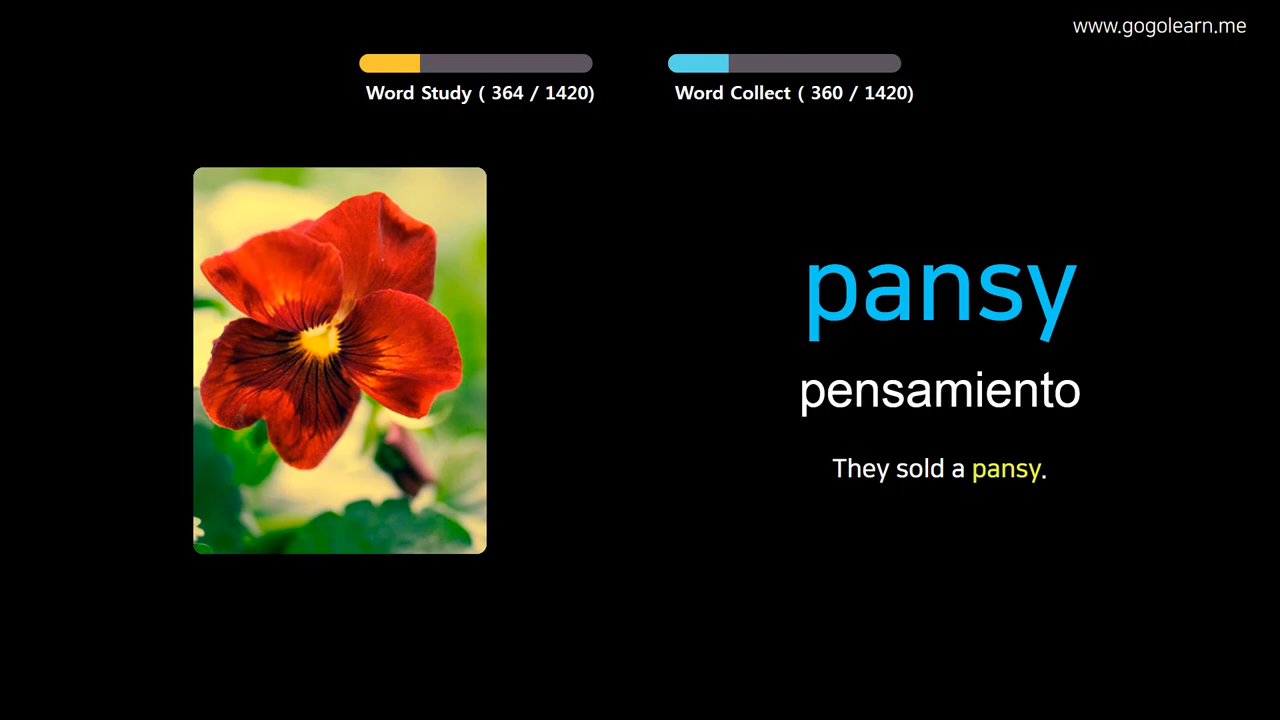 www.gogolearn.me
Word Study ( 364 / 1420)
Word Collect ( 360 / 1420)
pansy
pensamiento
They sold a pansy.